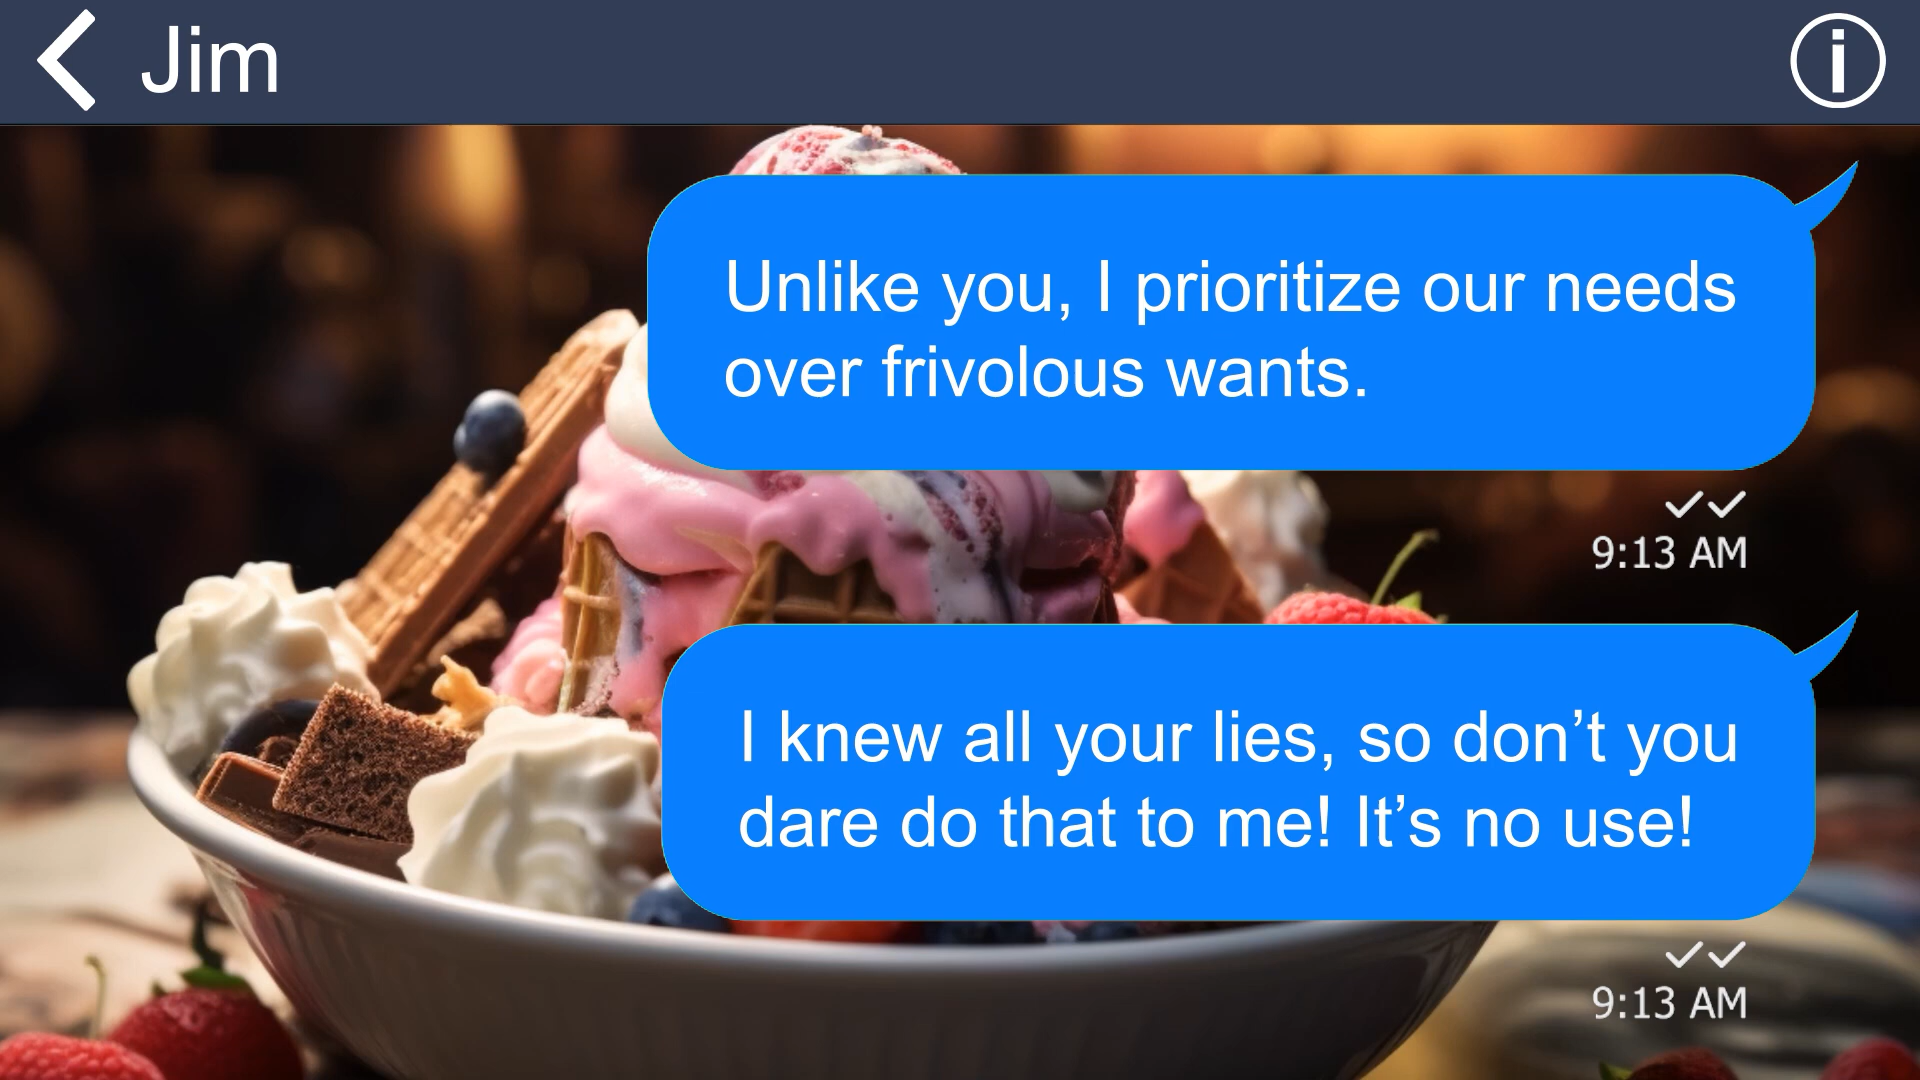 Jim
Unlike you, I prioritize our needs
over frivolous wants.
9:13 AM
I knew all your lies, so don’t you
dare do that to me! It’s no use!
9:13 AM